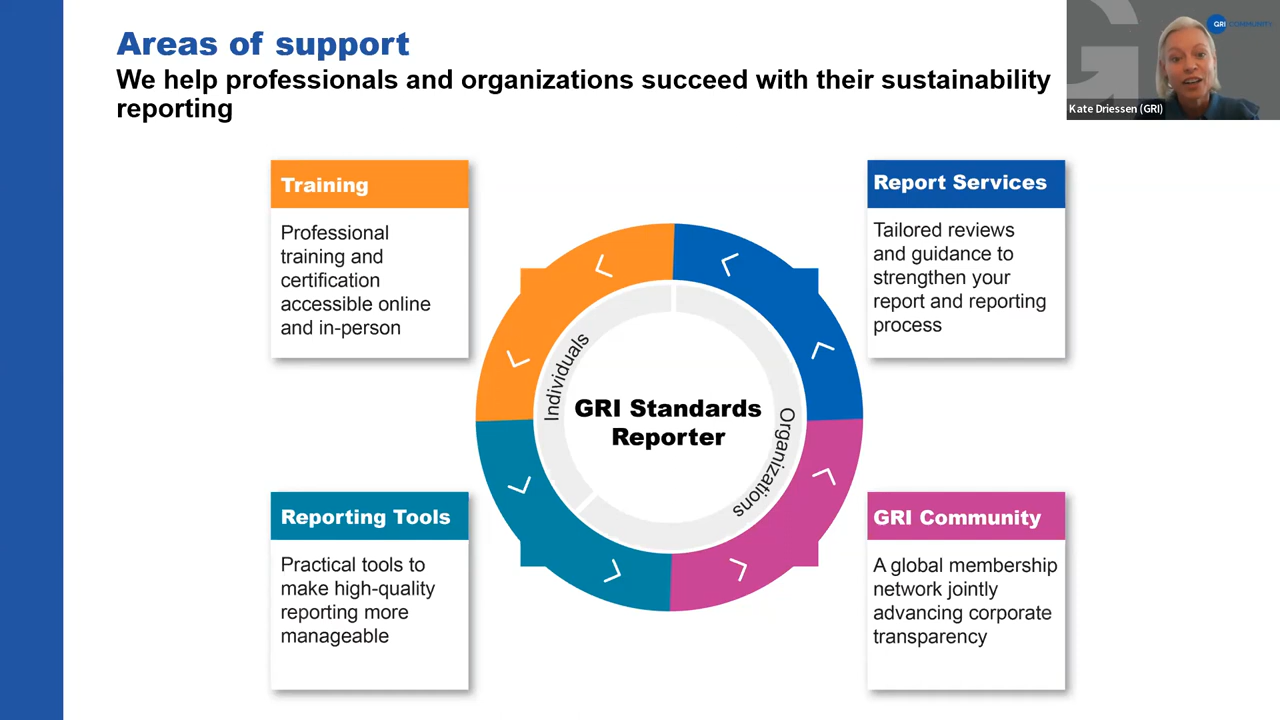 Areas of support
We help professionals and organizations succeed with their sustainability
reporting
GRI COMMUNITY
Kate Driessen (GRI)
Training
Professional
training and
certification
accessible online
and in-person
Report Services
Tailored reviews
and guidance to
strengthen your
report and reporting
process
Individuals
GRI Standards
Reporter
Organizations
Reporting Tools
Practical tools to
make high-quality
reporting more
manageable
GRI Community
A global membership
network jointly
advancing corporate
transparency